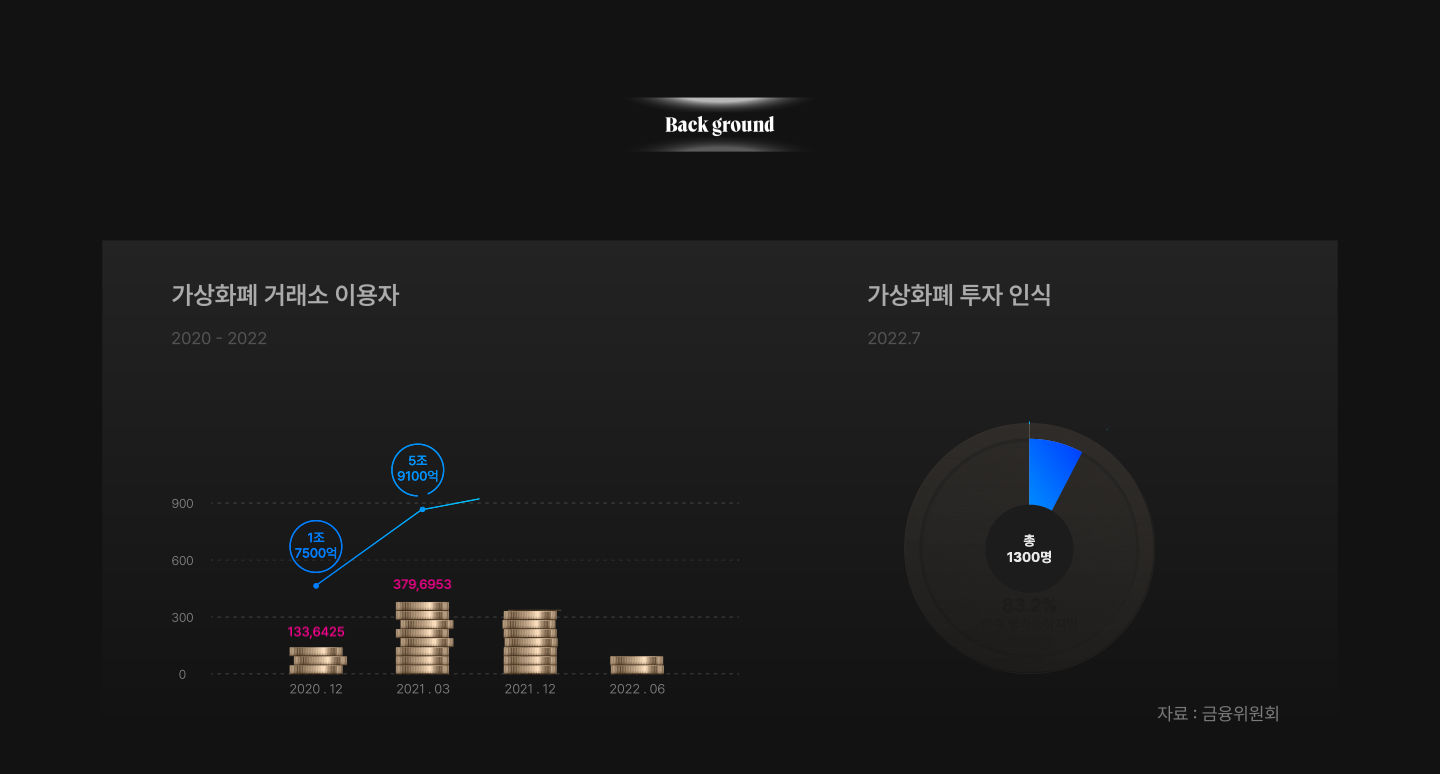 Back ground
가상화폐 거래소 이용자
2020 - 2022
가상화폐 투자 인식
2022.7
5조
9100억
900
1조
7500억
600
379,6953
300
133,6425
0
2020 . 12
2021 . 03
2021 . 12
2022 . 06
총
1300명
83.2%
자료 : 금융위원회